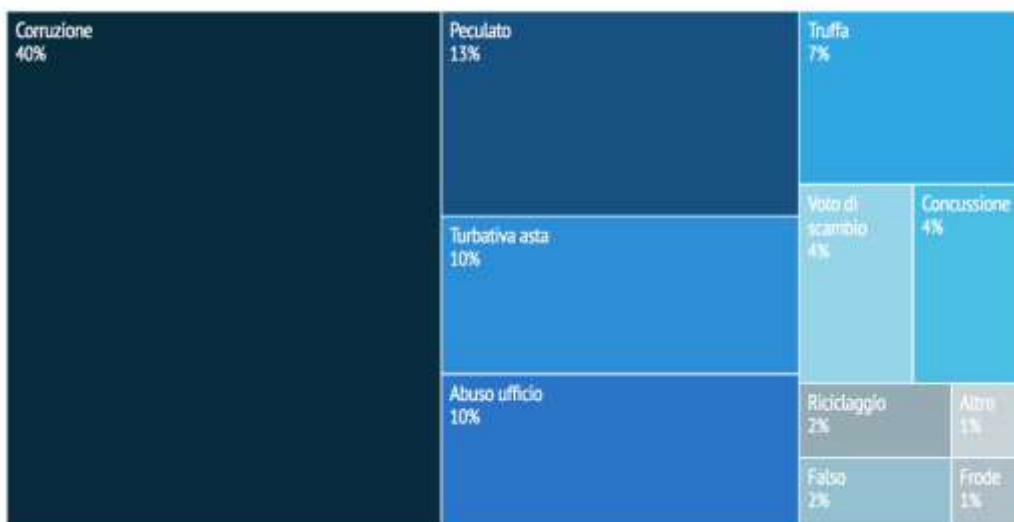 Corruzione
40%
Peculato
13%
Turbativa asta
10%
Abuso ufficio
10%
Truffa
7%
Voto di
scambio
4%
Concussione
4%
Riciclaggio
2%
Altro
1%
Falso
2%
Frode
1%